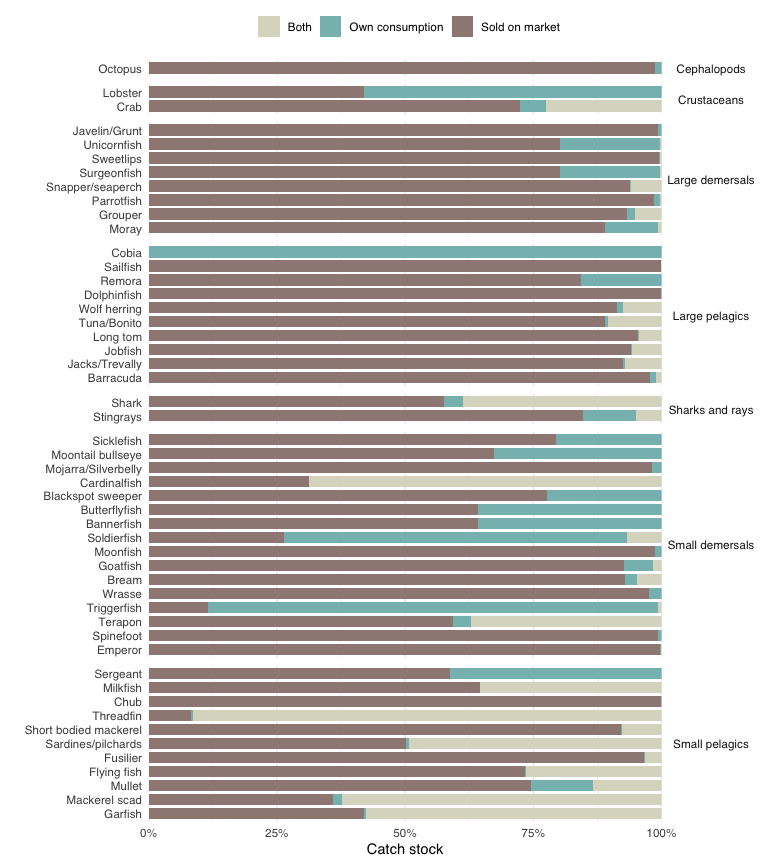 Both Own consumption Sold on market
Octopus
Cephalopods
Lobster
Crab
Crustaceans
Javelin/Grunt
Unicornfish
Sweetlips
Surgeonfish
Snapper/seaperch
Parrotfish
Grouper
Moray
Large demersals
Cobia
Sailfish
Remora
Dolphinfish
Wolf herring
Tuna/Bonito
Long tom
Jobfish
Jacks/Trevally
Barracuda
Large pelagics
Shark
Stingrays
Sharks and rays
Sicklefish
Moontail bullseye
Mojarra/Silverbelly
Cardinalfish
Blackspot sweeper
Butterflyfish
Bannerfish
Soldierfish
Moonfish
Goatfish
Bream
Wrasse
Triggerfish
Terapon
Spinefoot
Emperor
Small demersals
Sergeant
Milkfish
Chub
Threadfin
Short bodied mackerel
Sardines/pilchards
Fusilier
Flying fish
Mullet
Mackerel scad
Garfish
Small pelagics
0% 25% 50% 75% 100%
Catch stock